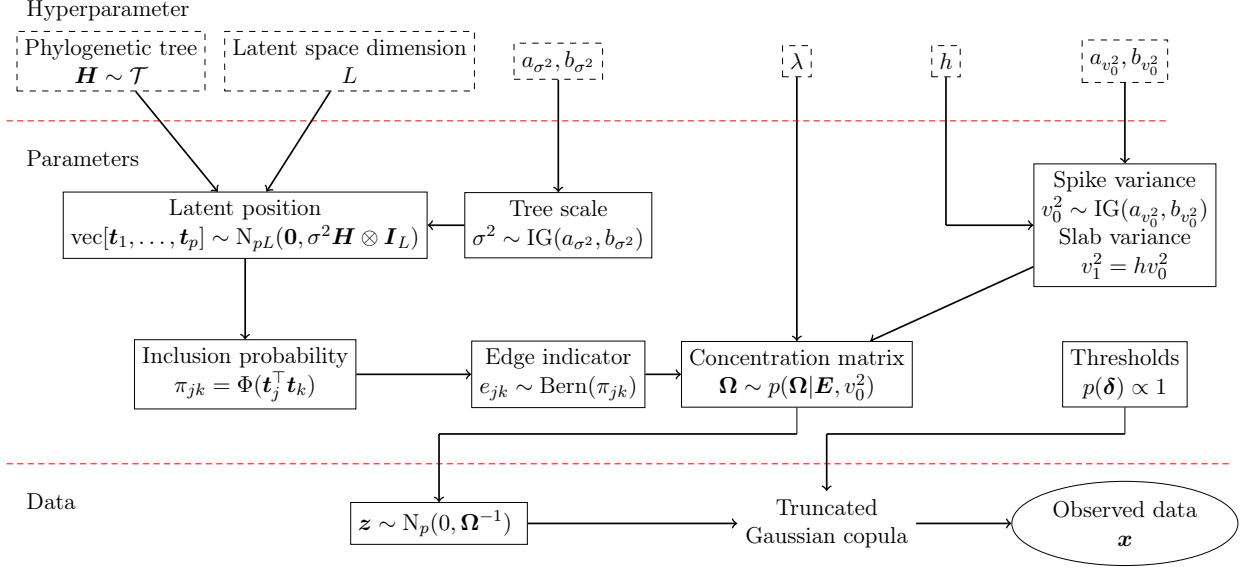 Hyperparameter
Phylogenetic tree
𝑯 ∼ 𝒯
Latent space dimension
L
a_{σ²}, b_{σ²}
λ
h
a_{v₀²}, b_{v₀²}
Parameters
Latent position
vec[𝒕₁, . . . , 𝒕ₚ] ∼ N_{pL}(𝟎, σ²𝑯 ⊗ 𝑰_L)
Tree scale
σ² ∼ IG(a_{σ²}, b_{σ²})
Spike variance
v₀² ∼ IG(a_{v₀²}, b_{v₀²})
Slab variance
v₁² = hv₀²
Inclusion probability
π_{jk} = Φ(𝒕_j^⊤𝒕_k)
Edge indicator
e_{jk} ∼ Bern(π_{jk})
Concentration matrix
𝛀 ∼ p(𝛀|𝑬, v₀²)
Thresholds
p(𝜹) ∝ 1
Data
𝒛 ∼ N_p(0, 𝛀⁻¹)
Truncated
Gaussian copula
Observed data
𝒙